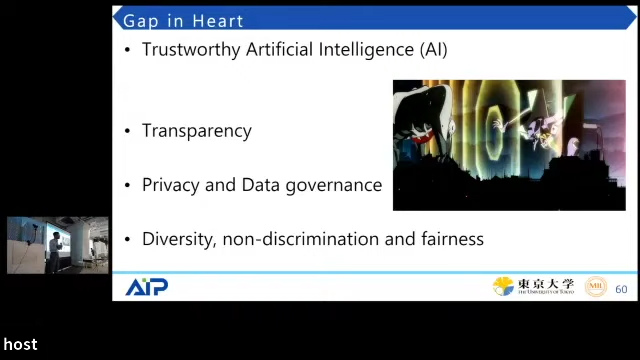 Gap in Heart
• Trustworthy Artificial Intelligence (AI)
• Transparency
• Privacy and Data governance
• Diversity, non-discrimination and fairness
AIP
東京大学
THE UNIVERSITY OF TOKYO
MIL
60
host